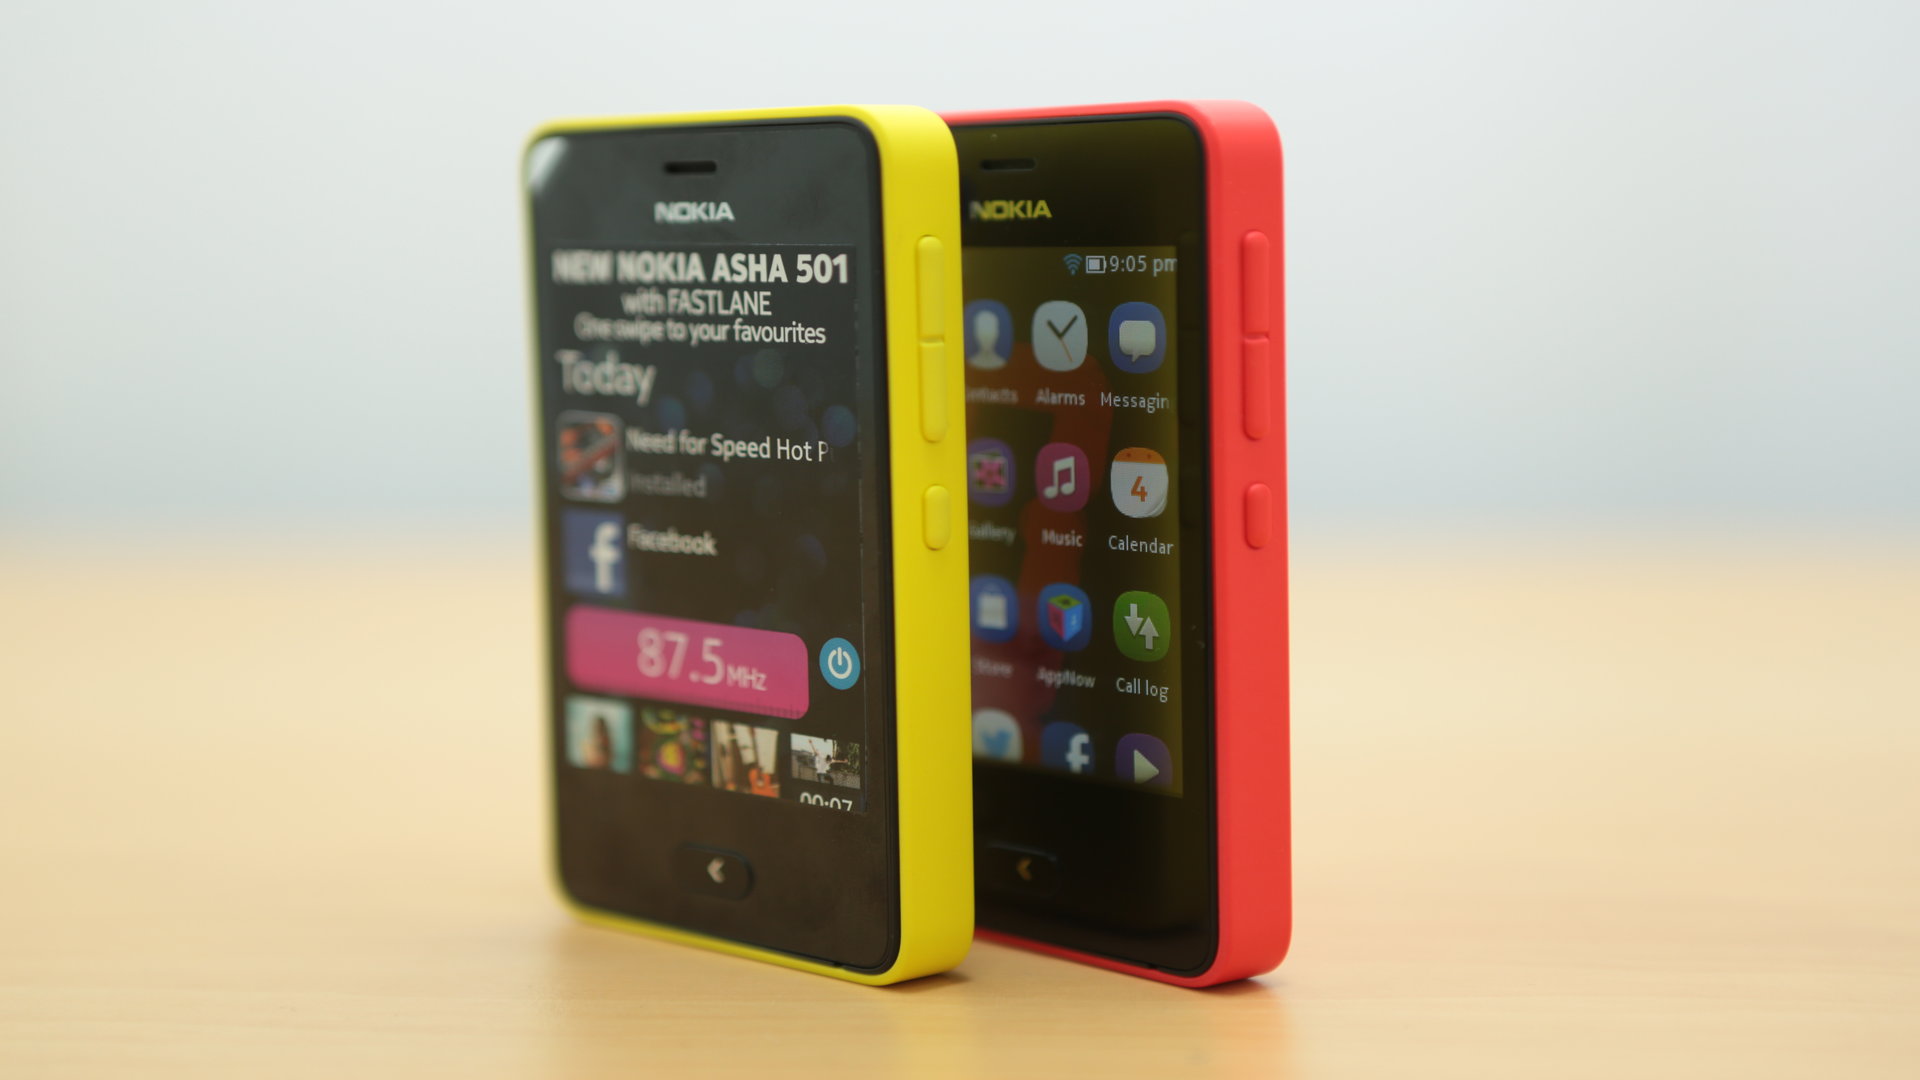 NOKIA
NEW NOKIA ASHA 501
with FASTLANE
One swipe to your favourites
Today
Need for Speed Hot P
Installed
Facebook
87.5 MHz
00:07
NOKIA
9:05 pm
Contacts Alarms Messagin
Gallery Music Calendar
4
Store AppNow Call log